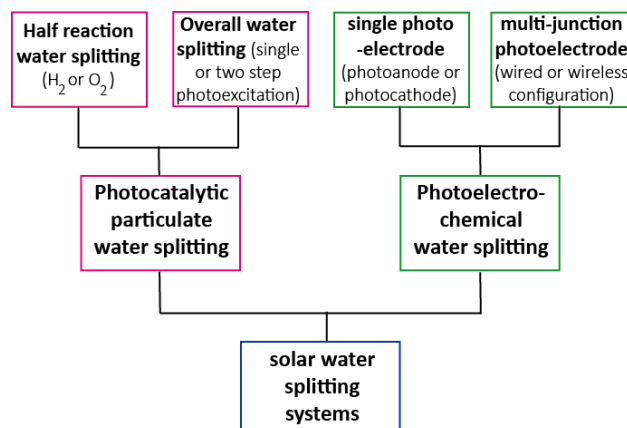 Half reaction
water splitting
(H2 or O2)
Overall water
splitting (single
or two step
photoexcitation)
single photo
-electrode
(photoanode or
photocathode)
multi-junction
photoelectrode
(wired or wireless
configuration)
Photocatalytic
particulate
water splitting
Photoelectro-
chemical
water splitting
solar water
splitting
systems